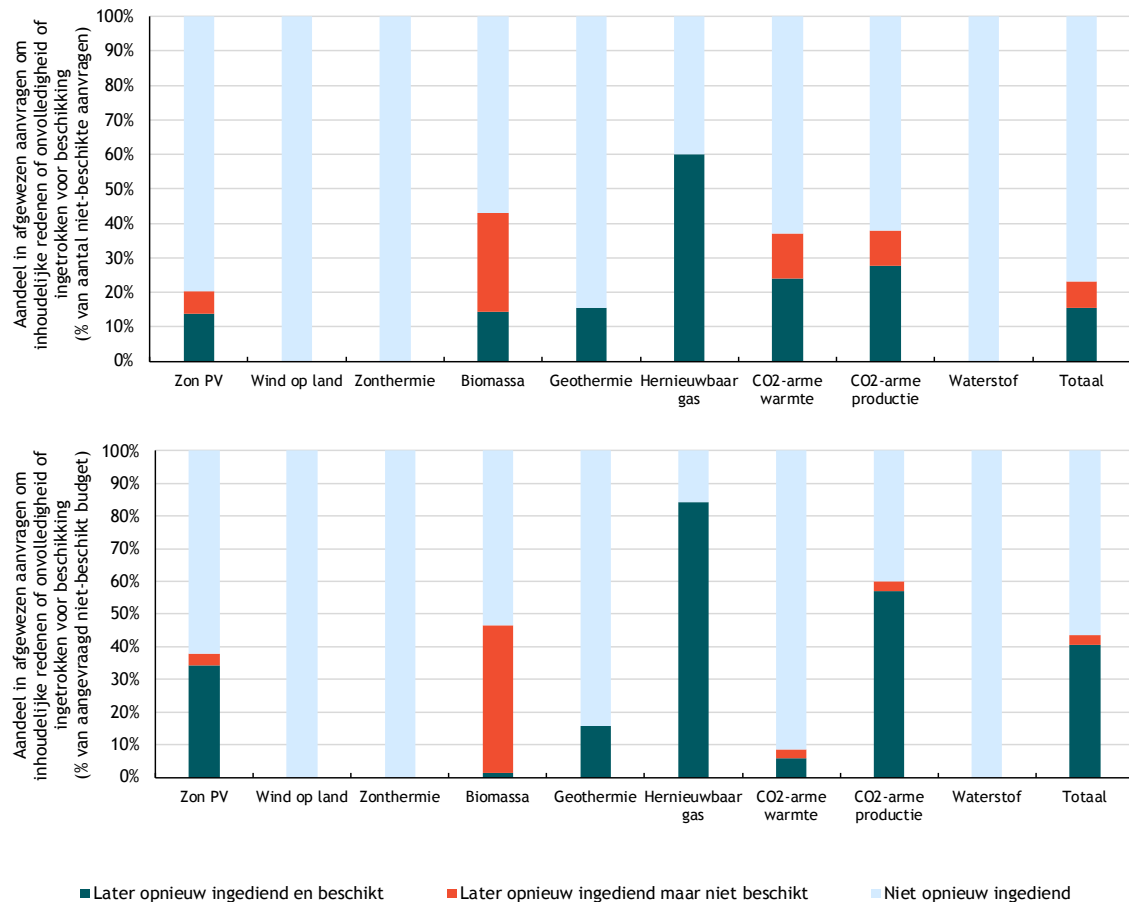 Aandeel in afgewezen aanvragen om
inhoudelijke redenen of onvolledigheid of
ingetrokken voor beschikking
(% van aantal niet-beschikte aanvragen)
100%
90%
80%
70%
60%
50%
40%
30%
20%
10%
0%
Zon PV
Wind op land
Zonthermie
Biomassa
Geothermie
Hernieuwbaar
gas
CO2-arme
warmte
CO2-arme
productie
Waterstof
Totaal
Aandeel in afgewezen aanvragen om
inhoudelijke redenen of onvolledigheid of
ingetrokken voor beschikking
(% van aangevraagd niet-beschikt budget)
100%
90%
80%
70%
60%
50%
40%
30%
20%
10%
0%
Zon PV
Wind op land
Zonthermie
Biomassa
Geothermie
Hernieuwbaar
gas
CO2-arme
warmte
CO2-arme
productie
Waterstof
Totaal
Later opnieuw ingediend en beschikt
Later opnieuw ingediend maar niet beschikt
Niet opnieuw ingediend